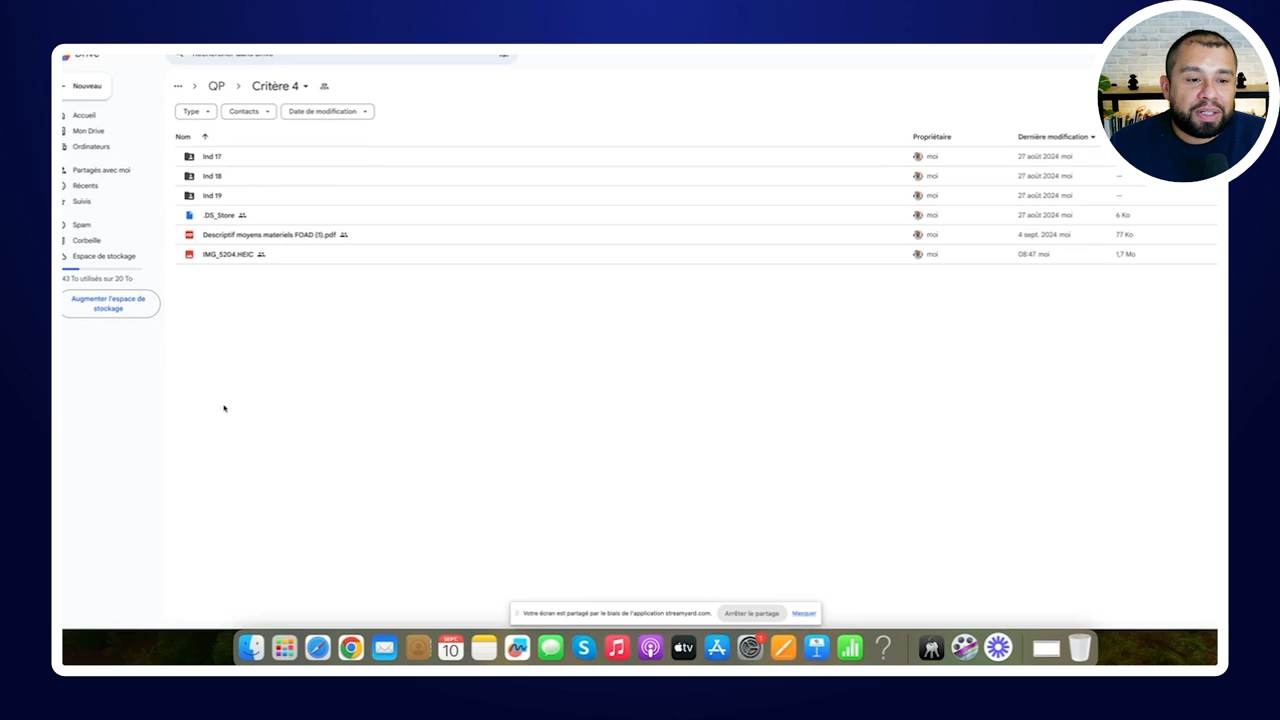 Drive
Nouveau
QP
Critère 4
Type
Contacts
Date de modification
Accueil
Mon Drive
Ordinateurs
Partagés avec moi
Récents
Suivis
Spam
Corbeille
Espace de stockage
43 To utilisés sur 20 To
Augmenter l'espace de
stockage
Nom Propriétaire Dernière modification
Ind 17 moi 27 août 2024 moi
Ind 18 moi 27 août 2024 moi —
Ind 19 moi 27 août 2024 moi —
.DS_Store moi 27 août 2024 moi 6 Ko
Descriptif moyens materiels FOAD (1).pdf moi 4 sept. 2024 moi 77 Ko
IMG_5204.HEIC moi 08:47 moi 1,7 Mo
Votre écran est partagé par le biais de l'application streamyard.com. Arrêter le partage Masquer
SEPT.
10
tv
1